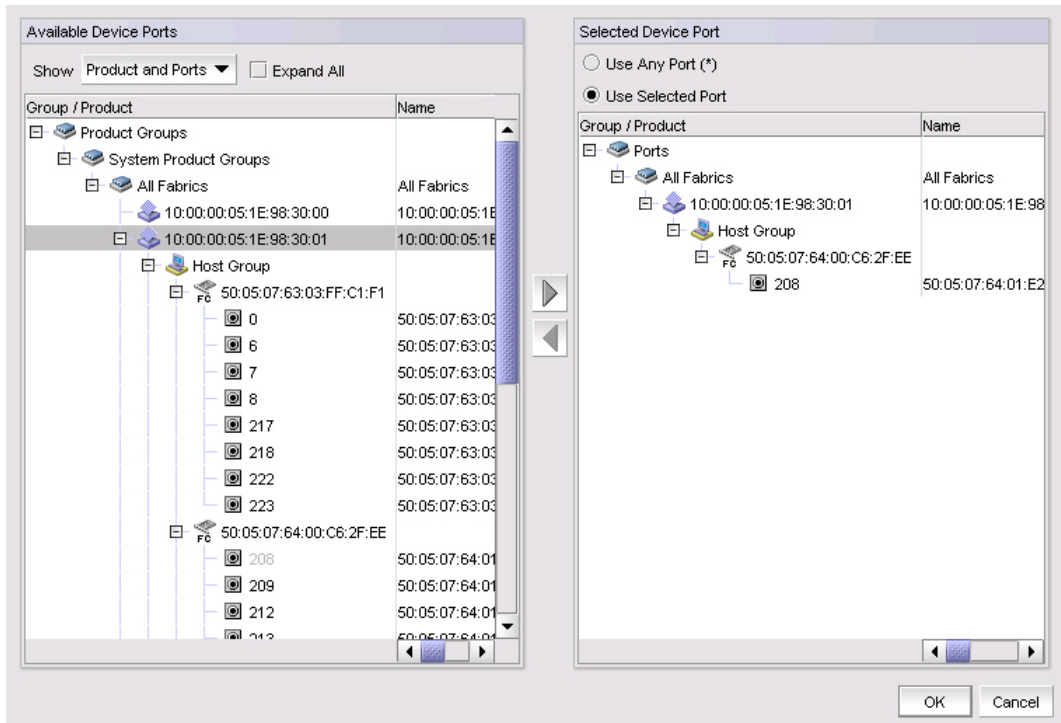 Available Device Ports
Show Product and Ports Expand All
Group / Product Name
Product Groups
System Product Groups
All Fabrics All Fabrics
10:00:00:05:1E:98:30:00 10:00:00:05:1E
10:00:00:05:1E:98:30:01 10:00:00:05:1E
Host Group
FC 50:05:07:63:03:FF:C1:F1
0 50:05:07:63:03
6 50:05:07:63:03
7 50:05:07:63:03
8 50:05:07:63:03
217 50:05:07:63:03
218 50:05:07:63:03
222 50:05:07:63:03
223 50:05:07:63:03
FC 50:05:07:64:00:C6:2F:EE
208 50:05:07:64:01
209 50:05:07:64:01
212 50:05:07:64:01
213 50:05:07:64:01
Selected Device Port
Use Any Port (*)
Use Selected Port
Group / Product Name
Ports
All Fabrics All Fabrics
10:00:00:05:1E:98:30:01 10:00:00:05:1E:98
Host Group
FC 50:05:07:64:00:C6:2F:EE
208 50:05:07:64:01:E2
OK Cancel